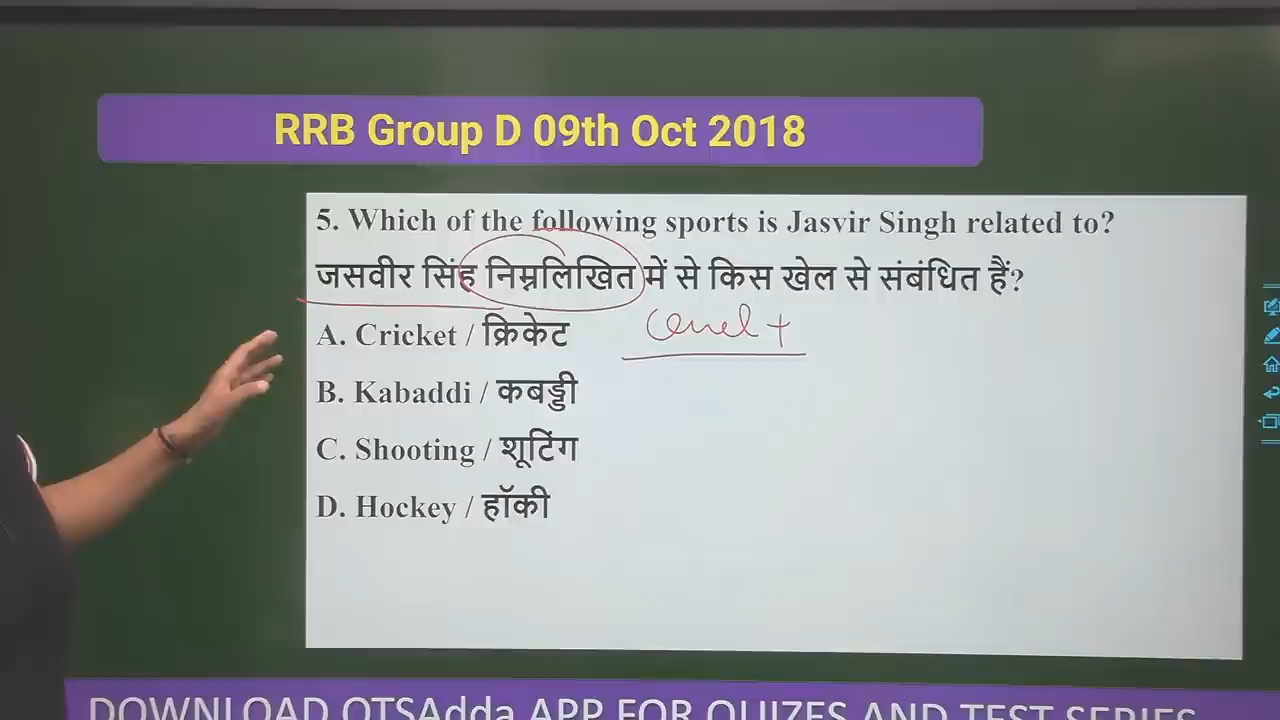 RRB Group D 09th Oct 2018
5. Which of the following sports is Jasvir Singh related to?
जसवीर सिंह निम्नलिखित में से किस खेल से संबंधित हैं?
A. Cricket / क्रिकेट
B. Kabaddi / कबड्डी
C. Shooting / शूटिंग
D. Hockey / हॉकी
DOWNLOAD OTSAdda APP FOR QUIZES AND TEST SERIES